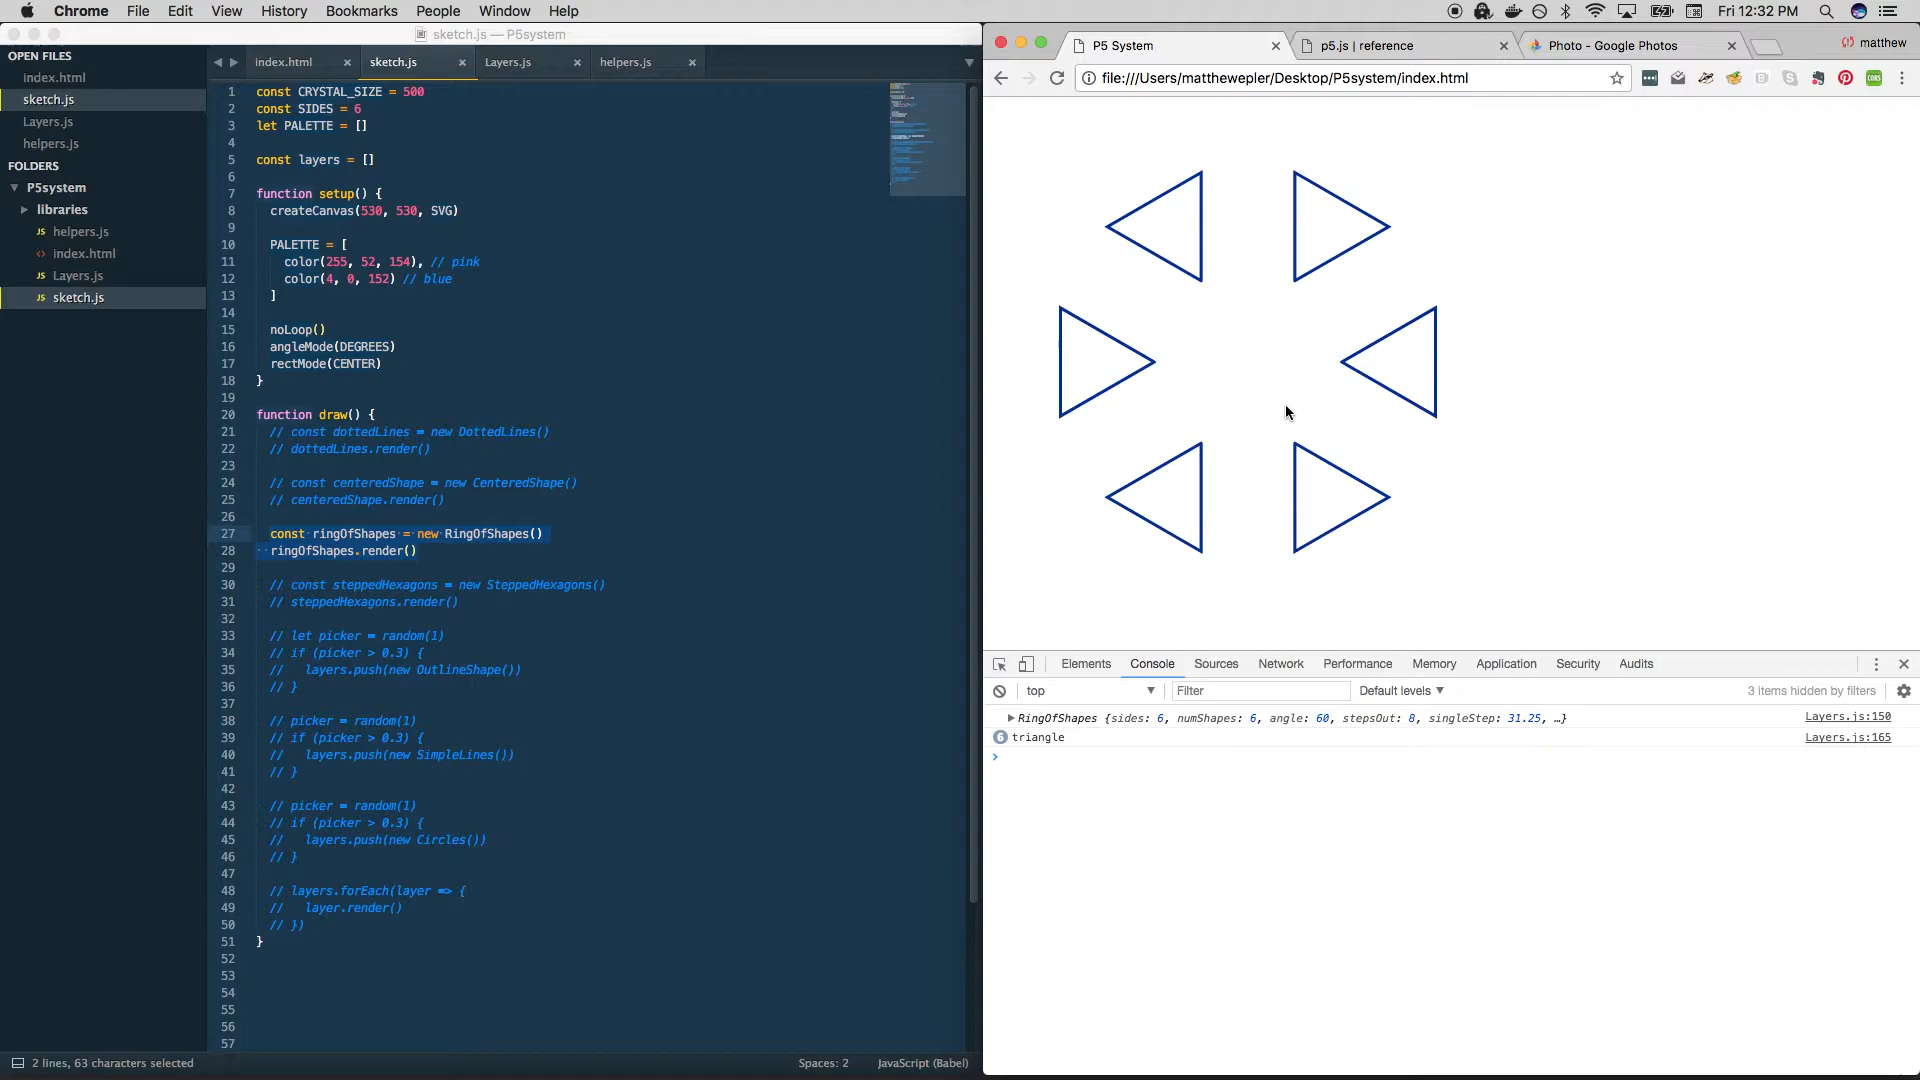 Chrome File Edit View History Bookmarks People Window Help
Fri 12:32 PM
sketch.js — P5system
OPEN FILES
index.html
sketch.js
Layers.js
helpers.js
FOLDERS
P5system
libraries
JS helpers.js
<> index.html
JS Layers.js
JS sketch.js
index.html × sketch.js × Layers.js × helpers.js ×
1 const CRYSTAL_SIZE = 500
2 const SIDES = 6
3 let PALETTE = []
4
5 const layers = []
6
7 function setup() {
8 createCanvas(530, 530, SVG)
9
10 PALETTE = [
11 color(255, 52, 154), // pink
12 color(4, 0, 152) // blue
13 ]
14
15 noLoop()
16 angleMode(DEGREES)
17 rectMode(CENTER)
18 }
19
20 function draw() {
21 // const dottedLines = new DottedLines()
22 // dottedLines.render()
23
24 // const centeredShape = new CenteredShape()
25 // centeredShape.render()
26
27 const ringOfShapes = new RingOfShapes()
28 ringOfShapes.render()
29
30 // const steppedHexagons = new SteppedHexagons()
31 // steppedHexagons.render()
32
33 // let picker = random(1)
34 // if (picker > 0.3) {
35 // layers.push(new OutlineShape())
36 // }
37
38 // picker = random(1)
39 // if (picker > 0.3) {
40 // layers.push(new SimpleLines())
41 // }
42
43 // picker = random(1)
44 // if (picker > 0.3) {
45 // layers.push(new Circles())
46 // }
47
48 // layers.forEach(layer => {
49 // layer.render()
50 // })
51 }
52
53
54
55
56
57
2 lines, 63 characters selected
Spaces: 2 JavaScript (Babel)
P5 System × p5.js | reference × Photo - Google Photos × matthew
file:///Users/matthewepler/Desktop/P5system/index.html
Elements Console Sources Network Performance Memory Application Security Audits
top Filter Default levels 3 items hidden by filters
RingOfShapes {sides: 6, numShapes: 6, angle: 60, stepsOut: 8, singleStep: 31.25, …} Layers.js:150
6 triangle Layers.js:165